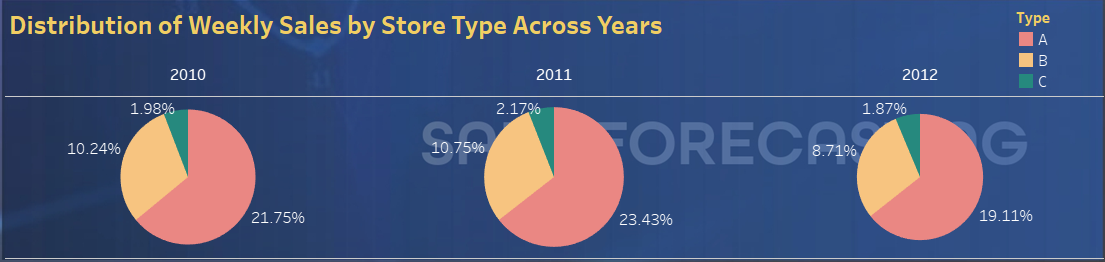 Distribution of Weekly Sales by Store Type Across Years
Type
A
B
C
2010
2011
2012
1.98%
10.24%
21.75%
2.17%
10.75%
23.43%
1.87%
8.71%
19.11%